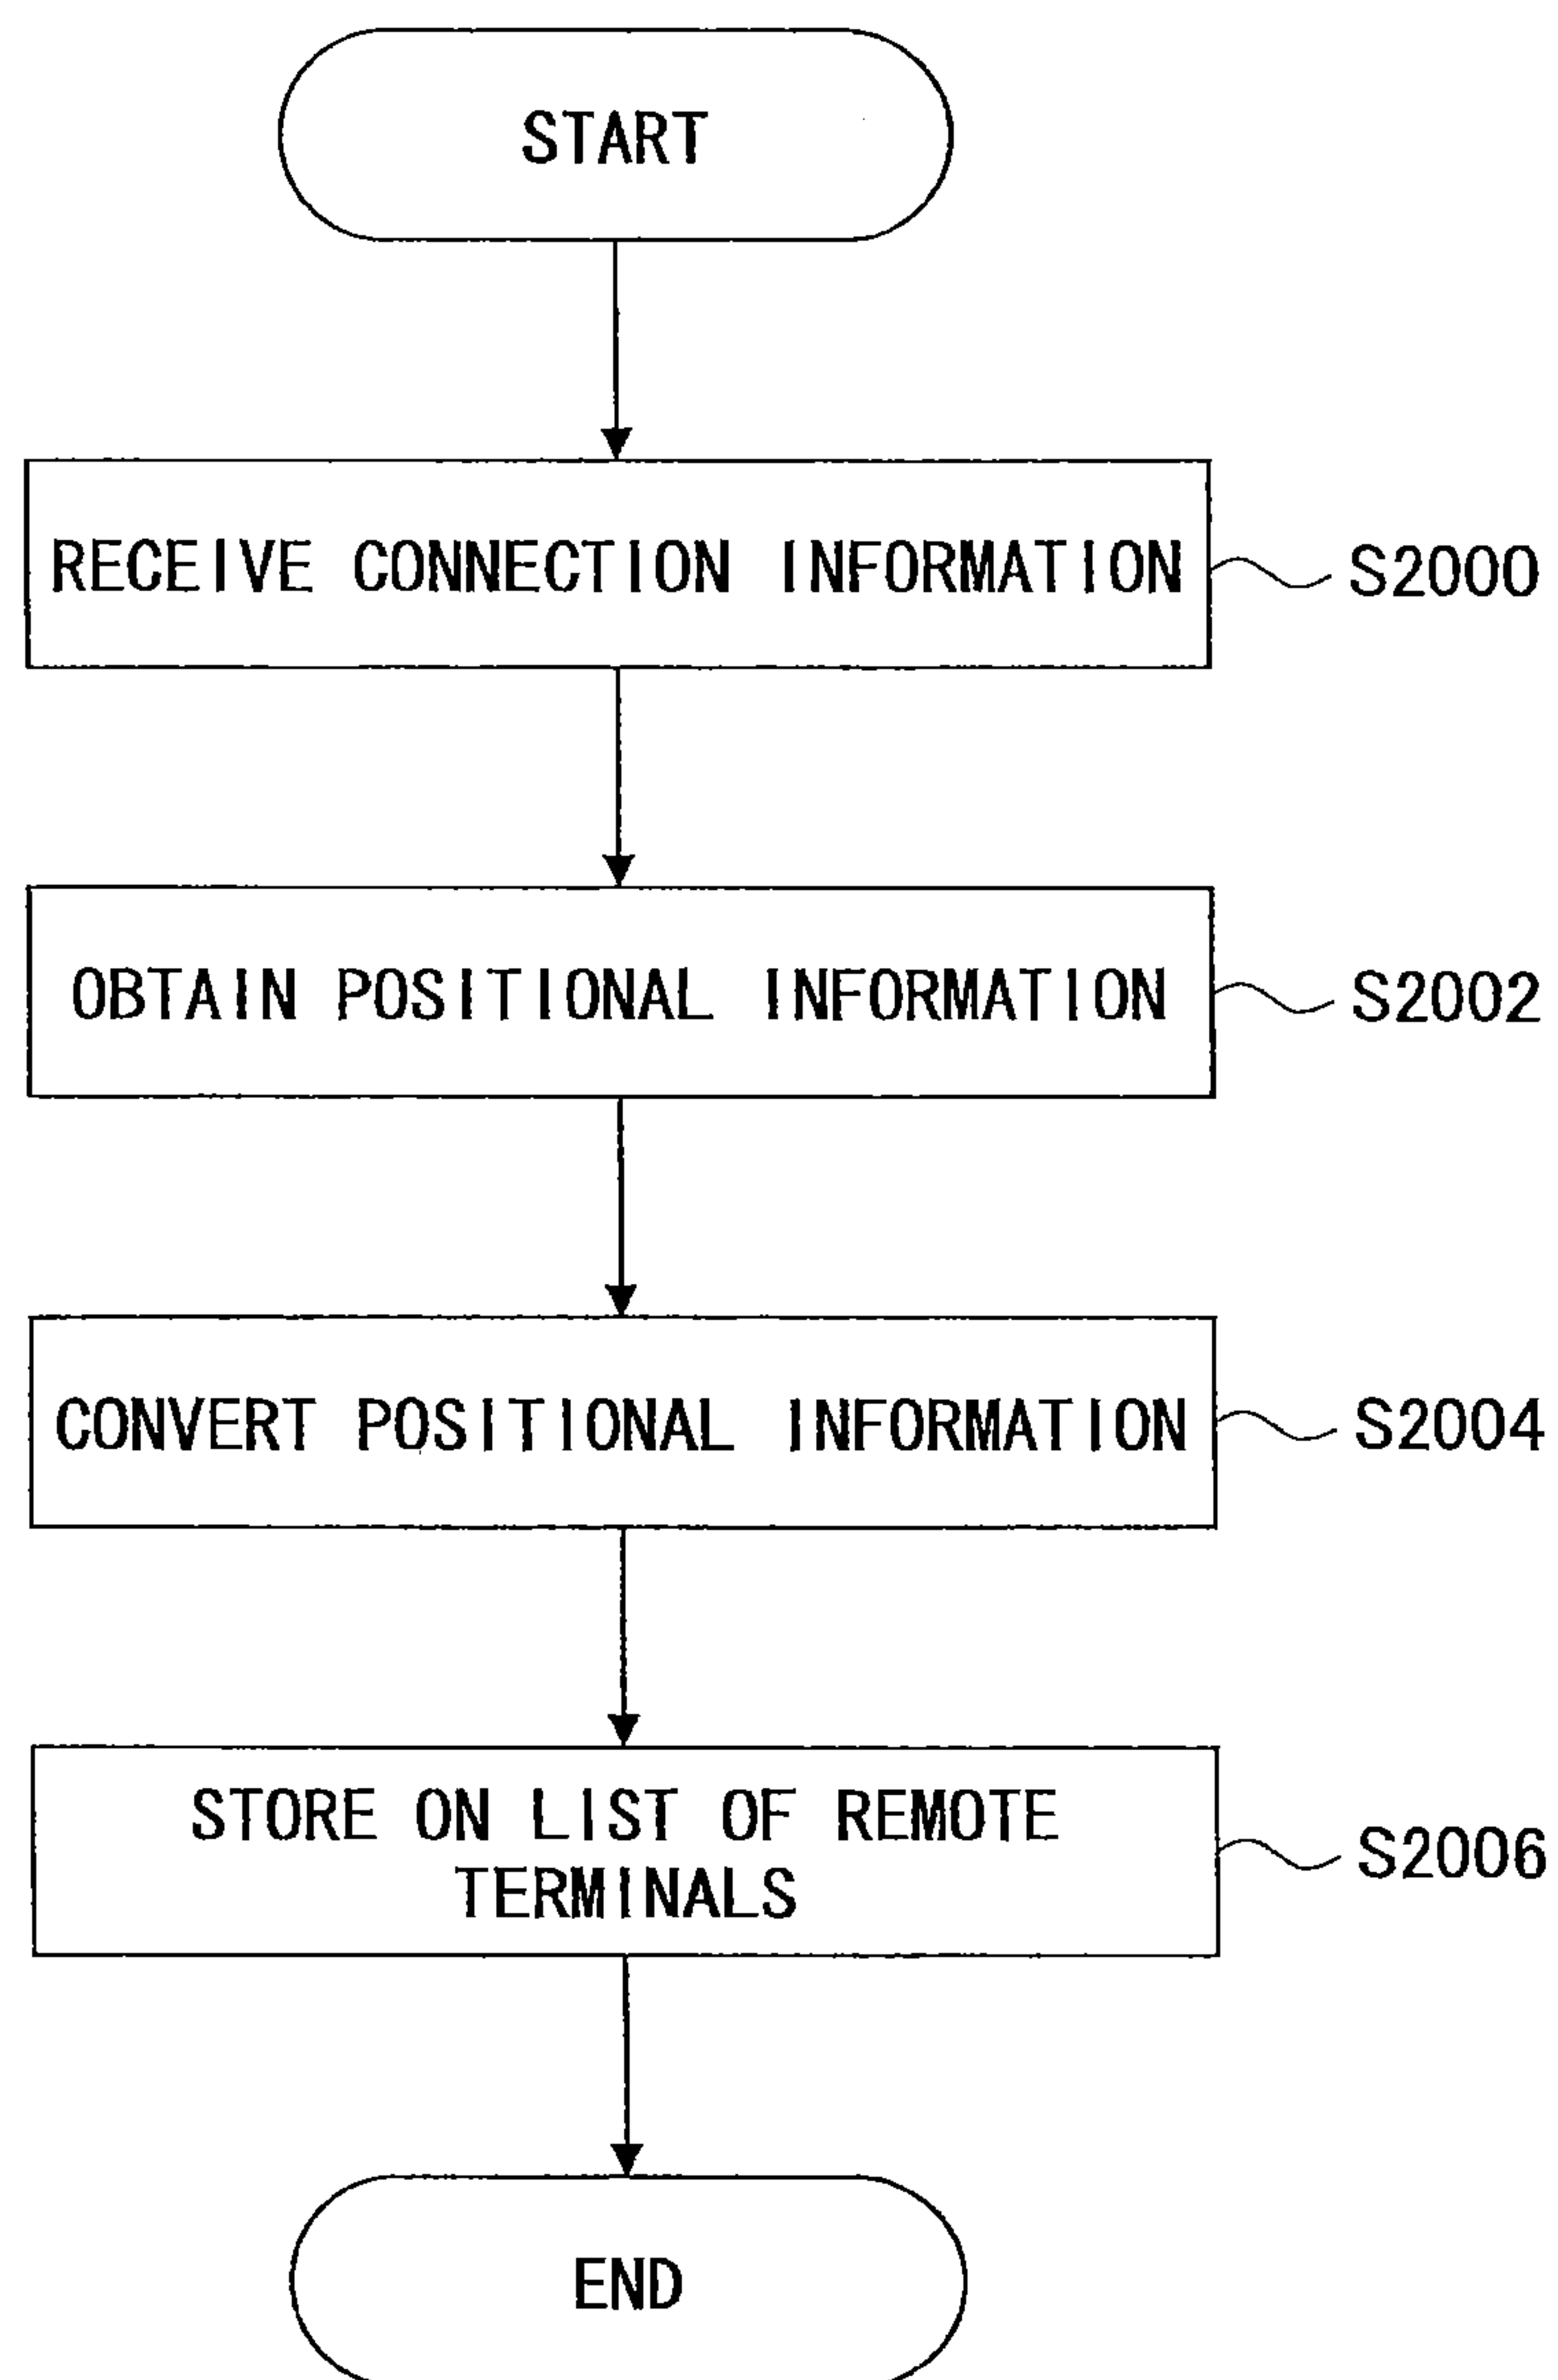 START
RECEIVE CONNECTION INFORMATION
S2000
OBTAIN POSITIONAL INFORMATION
S2002
CONVERT POSITIONAL INFORMATION
S2004
STORE ON LIST OF REMOTE
TERMINALS
S2006
END